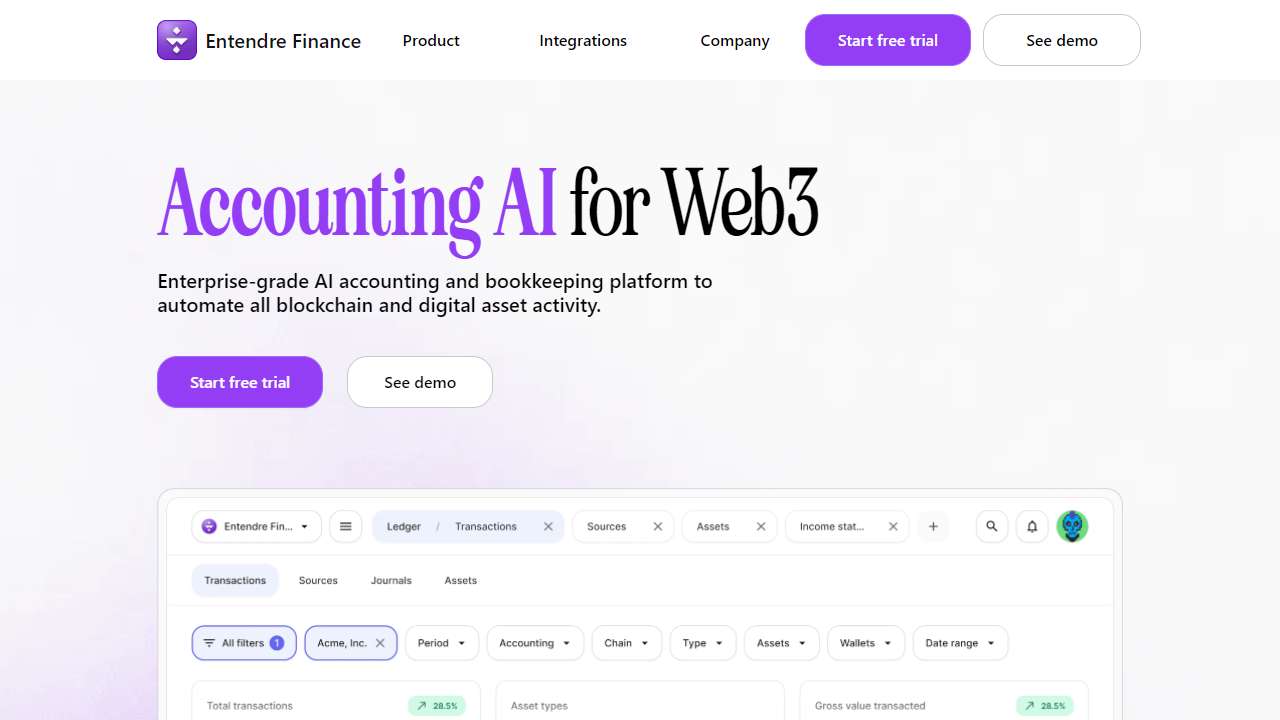 Entendre Finance
Product
Integrations
Company
Start free trial
See demo
Accounting AI for Web3
Enterprise-grade AI accounting and bookkeeping platform to
automate all blockchain and digital asset activity.
Start free trial
See demo
Entendre Fin...
Ledger / Transactions
Sources
Assets
Income stat...
Transactions
Sources
Journals
Assets
All filters 1
Acme, Inc.
Period
Accounting
Chain
Type
Assets
Wallets
Date range
Total transactions
28.5%
Asset types
Gross value transacted
28.5%